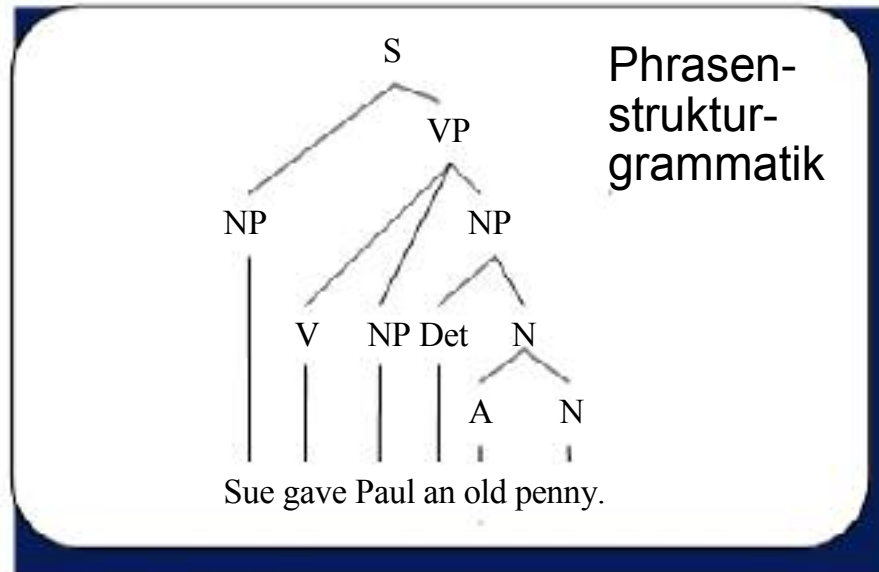 S
Phrasen-
struktur-
grammatik
VP
NP NP
V NP Det N
A N
Sue gave Paul an old penny.